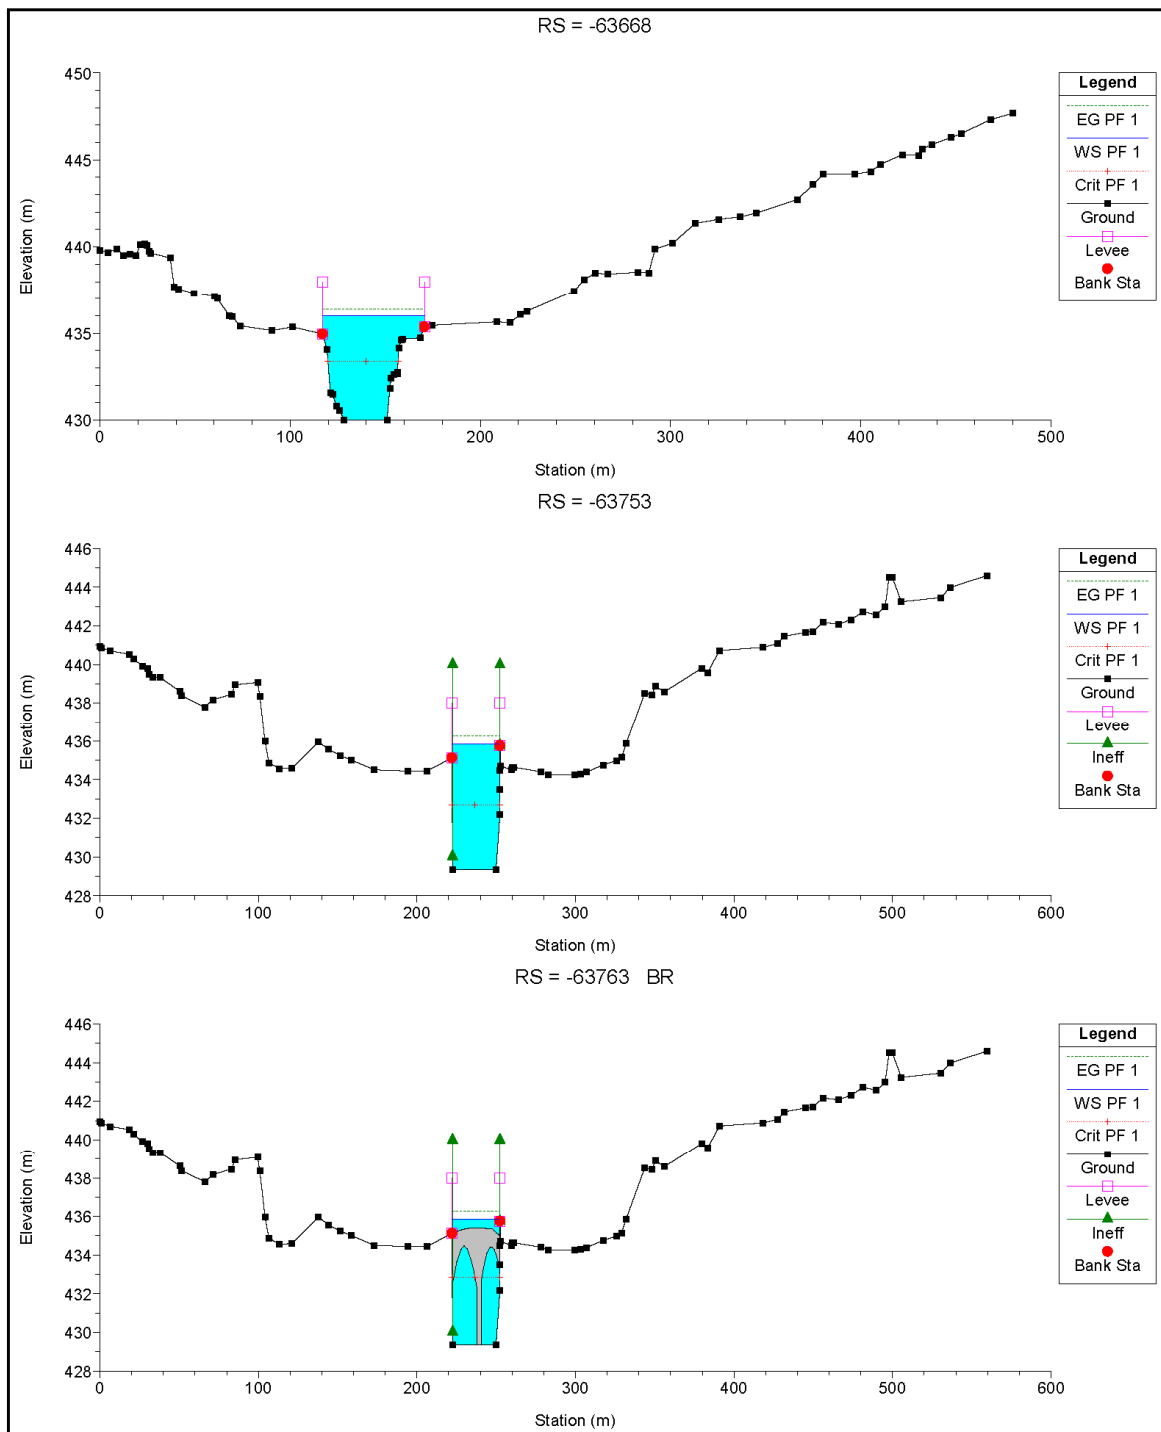 RS = -63668
450
445
440
435
430
Elevation (m)
0 100 200 300 400 500
Station (m)
Legend
EG PF 1
WS PF 1
Crit PF 1
Ground
Levee
Bank Sta
RS = -63753
446
444
442
440
438
436
434
432
430
428
Elevation (m)
0 100 200 300 400 500 600
Station (m)
Legend
EG PF 1
WS PF 1
Crit PF 1
Ground
Levee
Ineff
Bank Sta
RS = -63763 BR
446
444
442
440
438
436
434
432
430
428
Elevation (m)
0 100 200 300 400 500 600
Station (m)
Legend
EG PF 1
WS PF 1
Crit PF 1
Ground
Levee
Ineff
Bank Sta